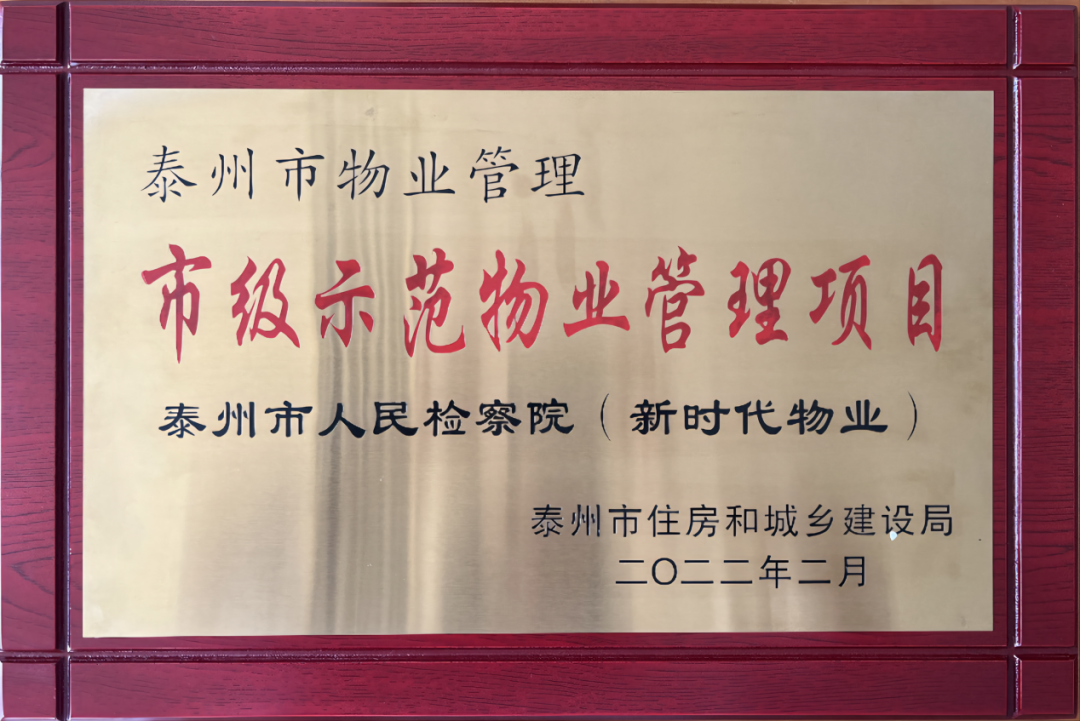 泰州市物业管理
市级示范物业管理项目
泰州市人民检察院（新时代物业）
泰州市住房和城乡建设局
二〇二二年二月